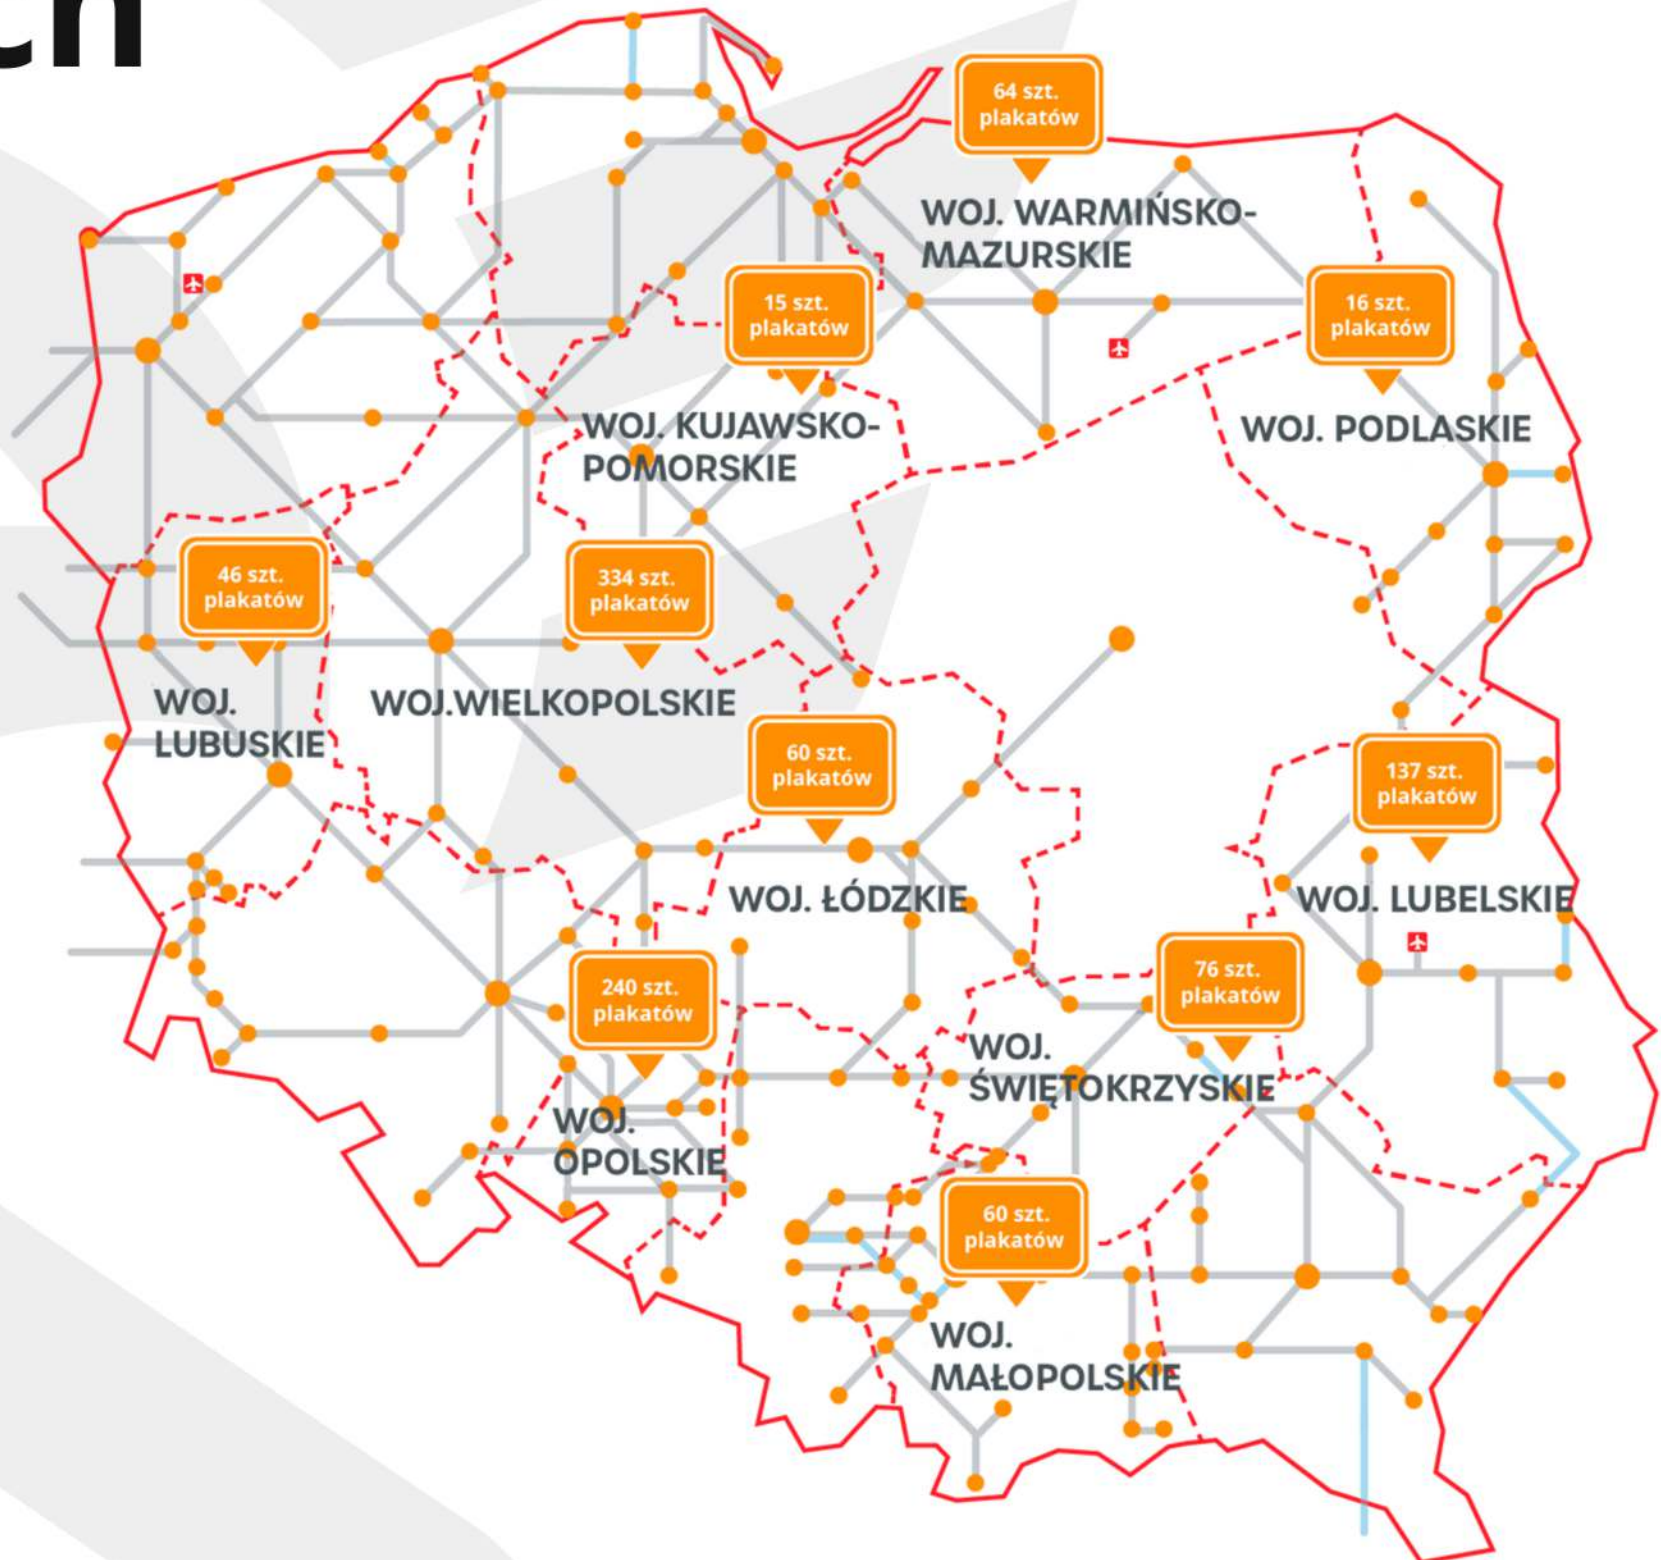 ch
64 szt.
plakatów
WOJ. WARMIŃSKO-
MAZURSKIE
15 szt.
plakatów
WOJ. KUJAWSKO-
POMORSKIE
16 szt.
plakatów
WOJ. PODLASKIE
46 szt.
plakatów
WOJ.
LUBUSKIE
334 szt.
plakatów
WOJ.WIELKOPOLSKIE
60 szt.
plakatów
WOJ. ŁÓDZKIE
137 szt.
plakatów
WOJ. LUBELSKIE
240 szt.
plakatów
WOJ.
OPOLSKIE
76 szt.
plakatów
WOJ.
ŚWIĘTOKRZYSKIE
60 szt.
plakatów
WOJ.
MAŁOPOLSKIE